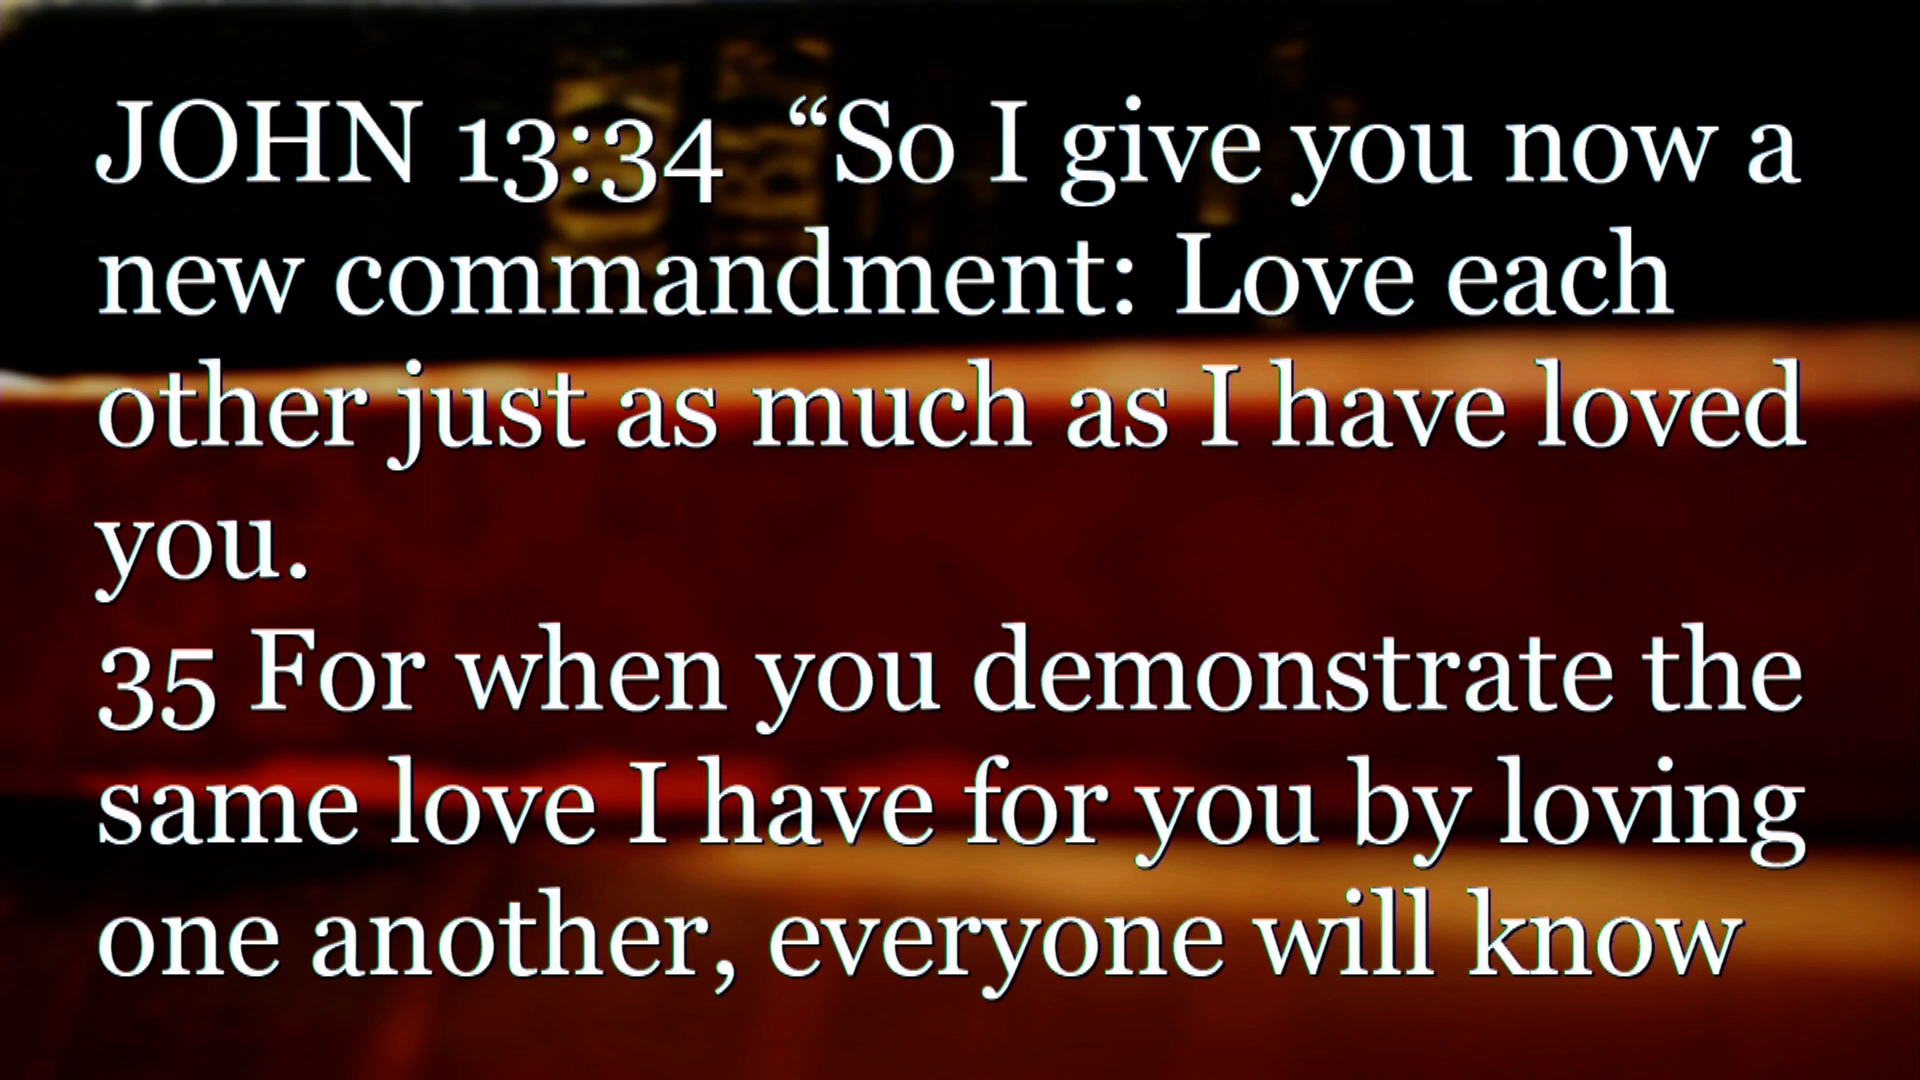 JOHN 13:34  “So I give you now a
new commandment: Love each
other just as much as I have loved
you.
35 For when you demonstrate the
same love I have for you by loving
one another, everyone will know